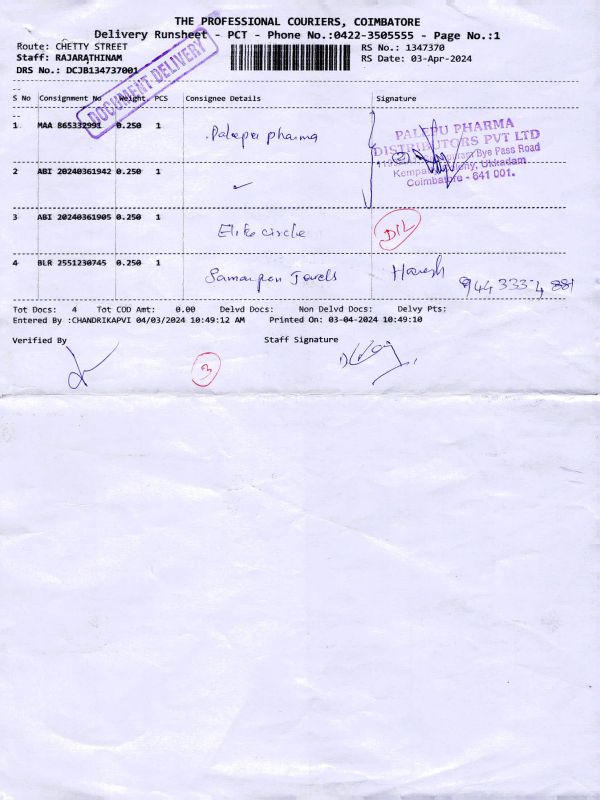 THE PROFESSIONAL COURIERS, COIMBATORE
Delivery Runsheet - PCT - Phone No.:0422-3505555 - Page No.:1
Route: CHETTY STREET
RS No.: 1347370
Staff: RAJARATHINAM
RS Date: 03-Apr-2024
DRS No.: DCJB134737001
DOCUMENT DELIVERY
S No Consignment No Weight PCS Consignee Details Signature
1 MAA 865332991 0.250 1 Palepu pharma
PALEPU PHARMA
DISTRIBUTORS PVT LTD
Bye Pass Road
Ukkadam
Coimbatore - 641 001.
2 ABI 20240361942 0.250 1
3 ABI 20240361905 0.250 1 Elite circle
4 BLR 2551230745 0.250 1 Jewels
Tot Docs: 4 Tot COD Amt: 0.00 Delvd Docs: Non Delvd Docs: Delvy Pts:
Entered By :CHANDRIKAPVI 04/03/2024 10:49:12 AM Printed On: 03-04-2024 10:49:10
Verified By Staff Signature
3